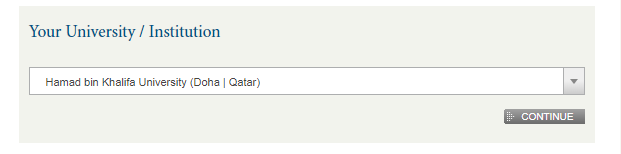 Your University / Institution
Hamad bin Khalifa University (Doha | Qatar)
CONTINUE